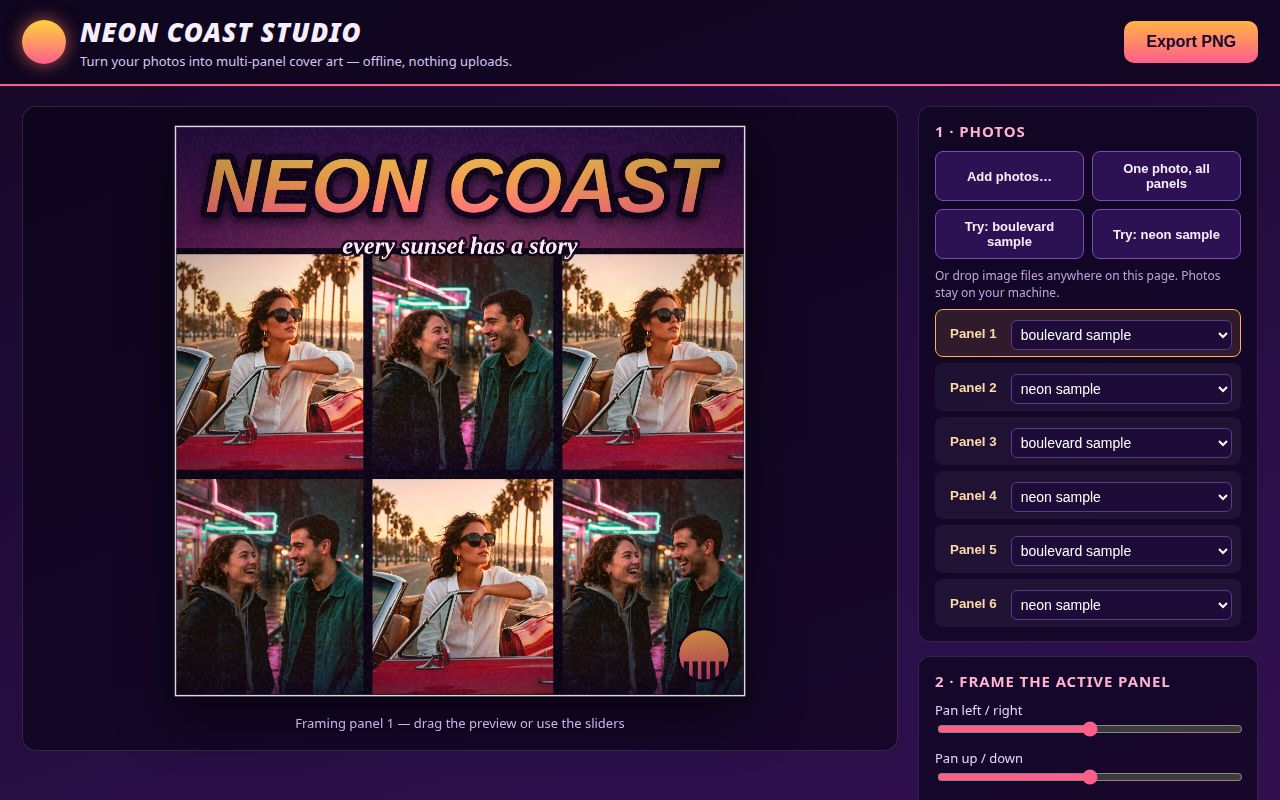 NEON COAST STUDIO
Turn your photos into multi-panel cover art — offline, nothing uploads.
Export PNG
NEON COAST
every sunset has a story
Framing panel 1 — drag the preview or use the sliders
1 · PHOTOS
Add photos…
One photo, all
panels
Try: boulevard
sample
Try: neon sample
Or drop image files anywhere on this page. Photos
stay on your machine.
Panel 1
boulevard sample
Panel 2
neon sample
Panel 3
boulevard sample
Panel 4
neon sample
Panel 5
boulevard sample
Panel 6
neon sample
2 · FRAME THE ACTIVE PANEL
Pan left / right
Pan up / down